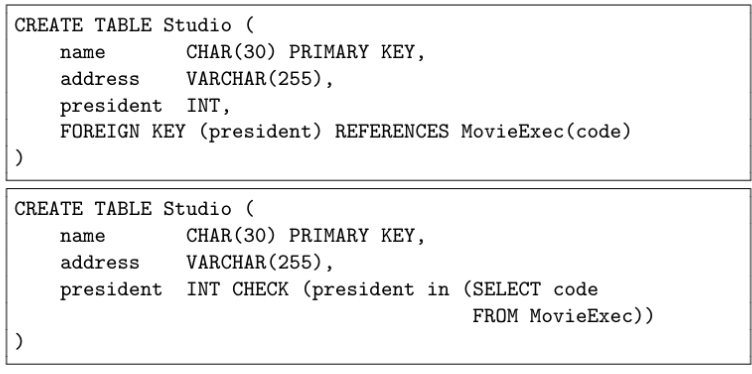 CREATE TABLE Studio (
    name       CHAR(30) PRIMARY KEY,
    address    VARCHAR(255),
    president  INT,
    FOREIGN KEY (president) REFERENCES MovieExec(code)
)
CREATE TABLE Studio (
    name       CHAR(30) PRIMARY KEY,
    address    VARCHAR(255),
    president  INT CHECK (president in (SELECT code
                                        FROM MovieExec))
)